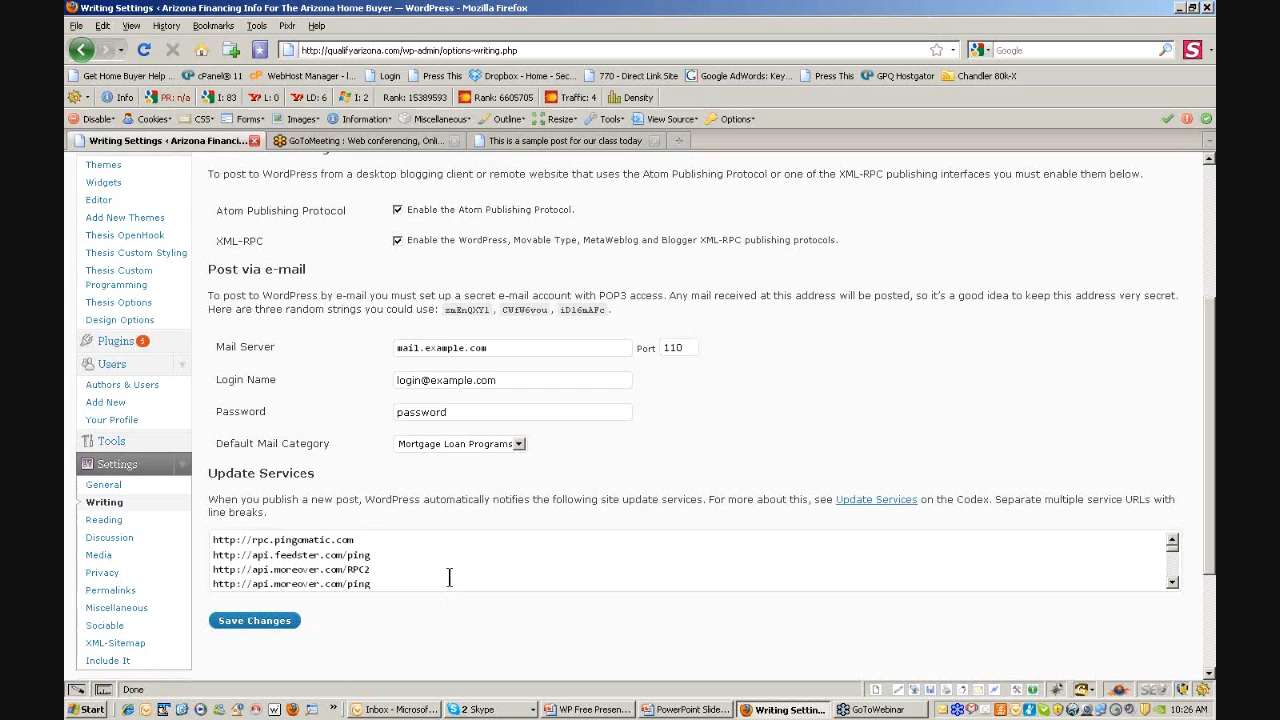 Writing Settings ‹ Arizona Financing Info For The Arizona Home Buyer — WordPress - Mozilla Firefox
File Edit View History Bookmarks Tools Pixlr Help
http://qualifyarizona.com/wp-admin/options-writing.php
Google
Get Home Buyer Help ... cPanel® 11 WebHost Manager - l... Login Press This Dropbox - Home - Sec... 770 - Direct Link Site Google AdWords: Key... Press This GPQ Hostgator Chandler 80k-X
Info PR: n/a I: 83 L: 0 LD: 6 I: 2 Rank: 15389593 Rank: 4605705 Traffic: 4 Density
Disable Cookies CSS Forms Images Information Miscellaneous Outline Resize Tools View Source Options
Writing Settings ‹ Arizona Financi... GoToMeeting : Web conferencing, Onli... This is a sample post for our class today
Themes
To post to WordPress from a desktop blogging client or remote website that uses the Atom Publishing Protocol or one of the XML-RPC publishing interfaces you must enable them below.
Widgets
Editor
Add New Themes
Atom Publishing Protocol Enable the Atom Publishing Protocol.
Thesis OpenHook
XML-RPC Enable the WordPress, Movable Type, MetaWeblog and Blogger XML-RPC publishing protocols.
Thesis Custom Styling
Thesis Custom
Programming
Post via e-mail
Thesis Options
To post to WordPress by e-mail you must set up a secret e-mail account with POP3 access. Any mail received at this address will be posted, so it's a good idea to keep this address very secret.
Here are three random strings you could use:
Design Options
Plugins 5
Mail Server mail.example.com Port 110
Users
Authors & Users
Login Name login@example.com
Add New
Your Profile
Password password
Tools
Default Mail Category Mortgage Loan Programs
Settings
Update Services
General
Writing
When you publish a new post, WordPress automatically notifies the following site update services. For more about this, see Update Services on the Codex. Separate multiple service URLs with
line breaks.
Reading
Discussion
http://rpc.pingomatic.com
Media
http://api.feedster.com/ping
Privacy
http://api.moreover.com/RPC2
Permalinks
http://api.moreover.com/ping
Miscellaneous
Sociable
Save Changes
XML-Sitemap
Include It
Done
Start Inbox - Microsof... 2 Skype WP Free Presen... PowerPoint Slide... Writing Settin... GoToWebinar 10:26 AM